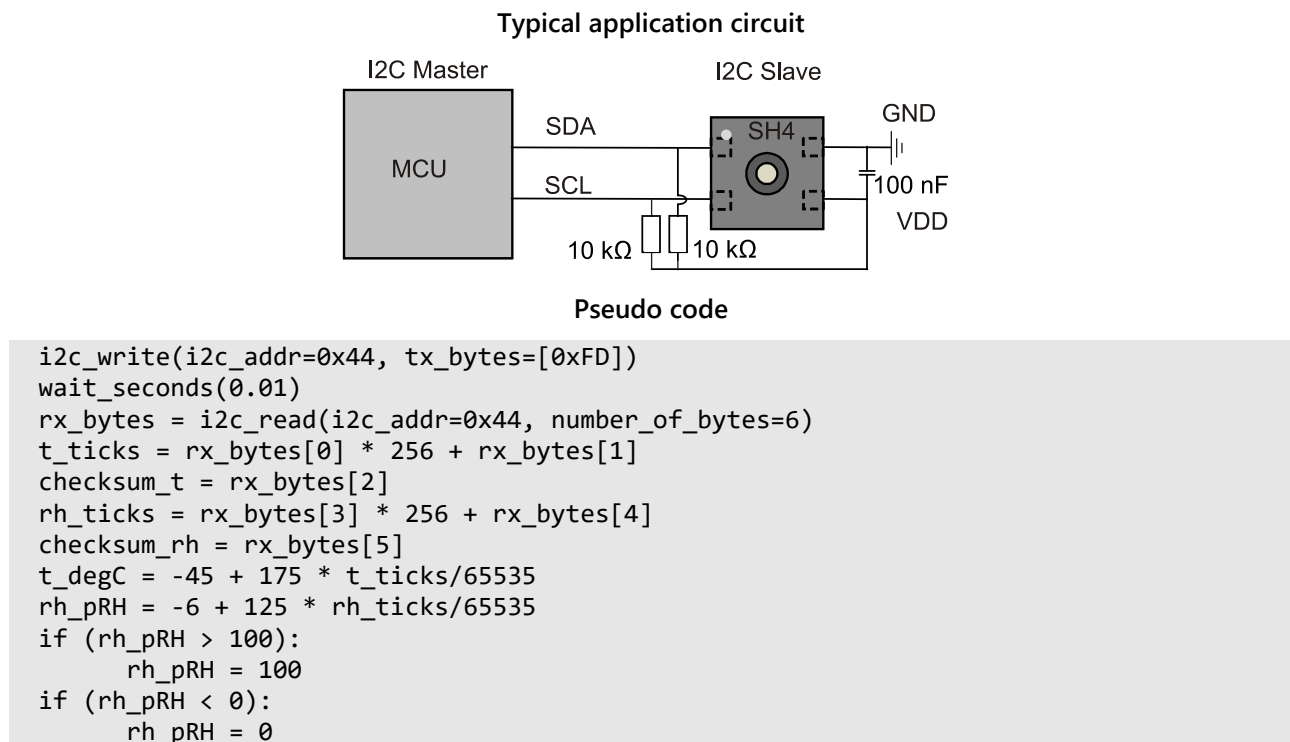 Typical application circuit
I2C Master
I2C Slave
SDA
SCL
MCU
SH4
GND
100 nF
VDD
10 kΩ
10 kΩ
Pseudo code
i2c_write(i2c_addr=0x44, tx_bytes=[0xFD])
wait_seconds(0.01)
rx_bytes = i2c_read(i2c_addr=0x44, number_of_bytes=6)
t_ticks = rx_bytes[0] * 256 + rx_bytes[1]
checksum_t = rx_bytes[2]
rh_ticks = rx_bytes[3] * 256 + rx_bytes[4]
checksum_rh = rx_bytes[5]
t_degC = -45 + 175 * t_ticks/65535
rh_pRH = -6 + 125 * rh_ticks/65535
if (rh_pRH > 100):
rh_pRH = 100
if (rh_pRH < 0):
rh_pRH = 0